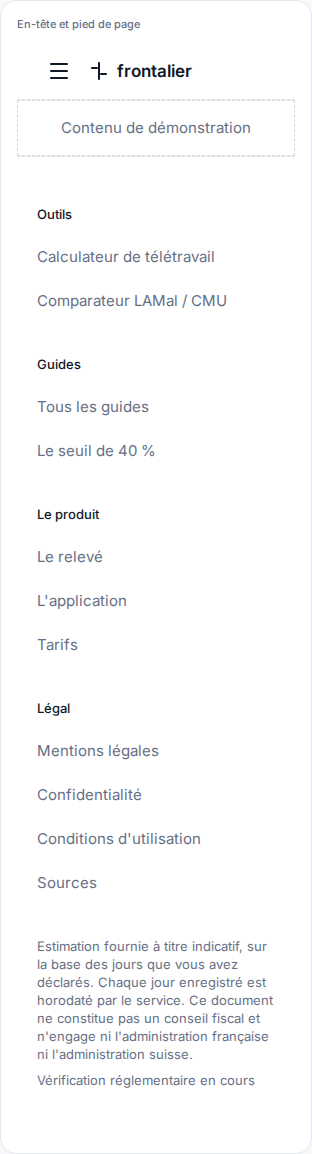 En-tête et pied de page
frontalier
Contenu de démonstration
Outils
Calculateur de télétravail
Comparateur LAMal / CMU
Guides
Tous les guides
Le seuil de 40 %
Le produit
Le relevé
L'application
Tarifs
Légal
Mentions légales
Confidentialité
Conditions d'utilisation
Sources
Estimation fournie à titre indicatif, sur
la base des jours que vous avez
déclarés. Chaque jour enregistré est
horodaté par le service. Ce document
ne constitue pas un conseil fiscal et
n'engage ni l'administration française
ni l'administration suisse.
Vérification réglementaire en cours